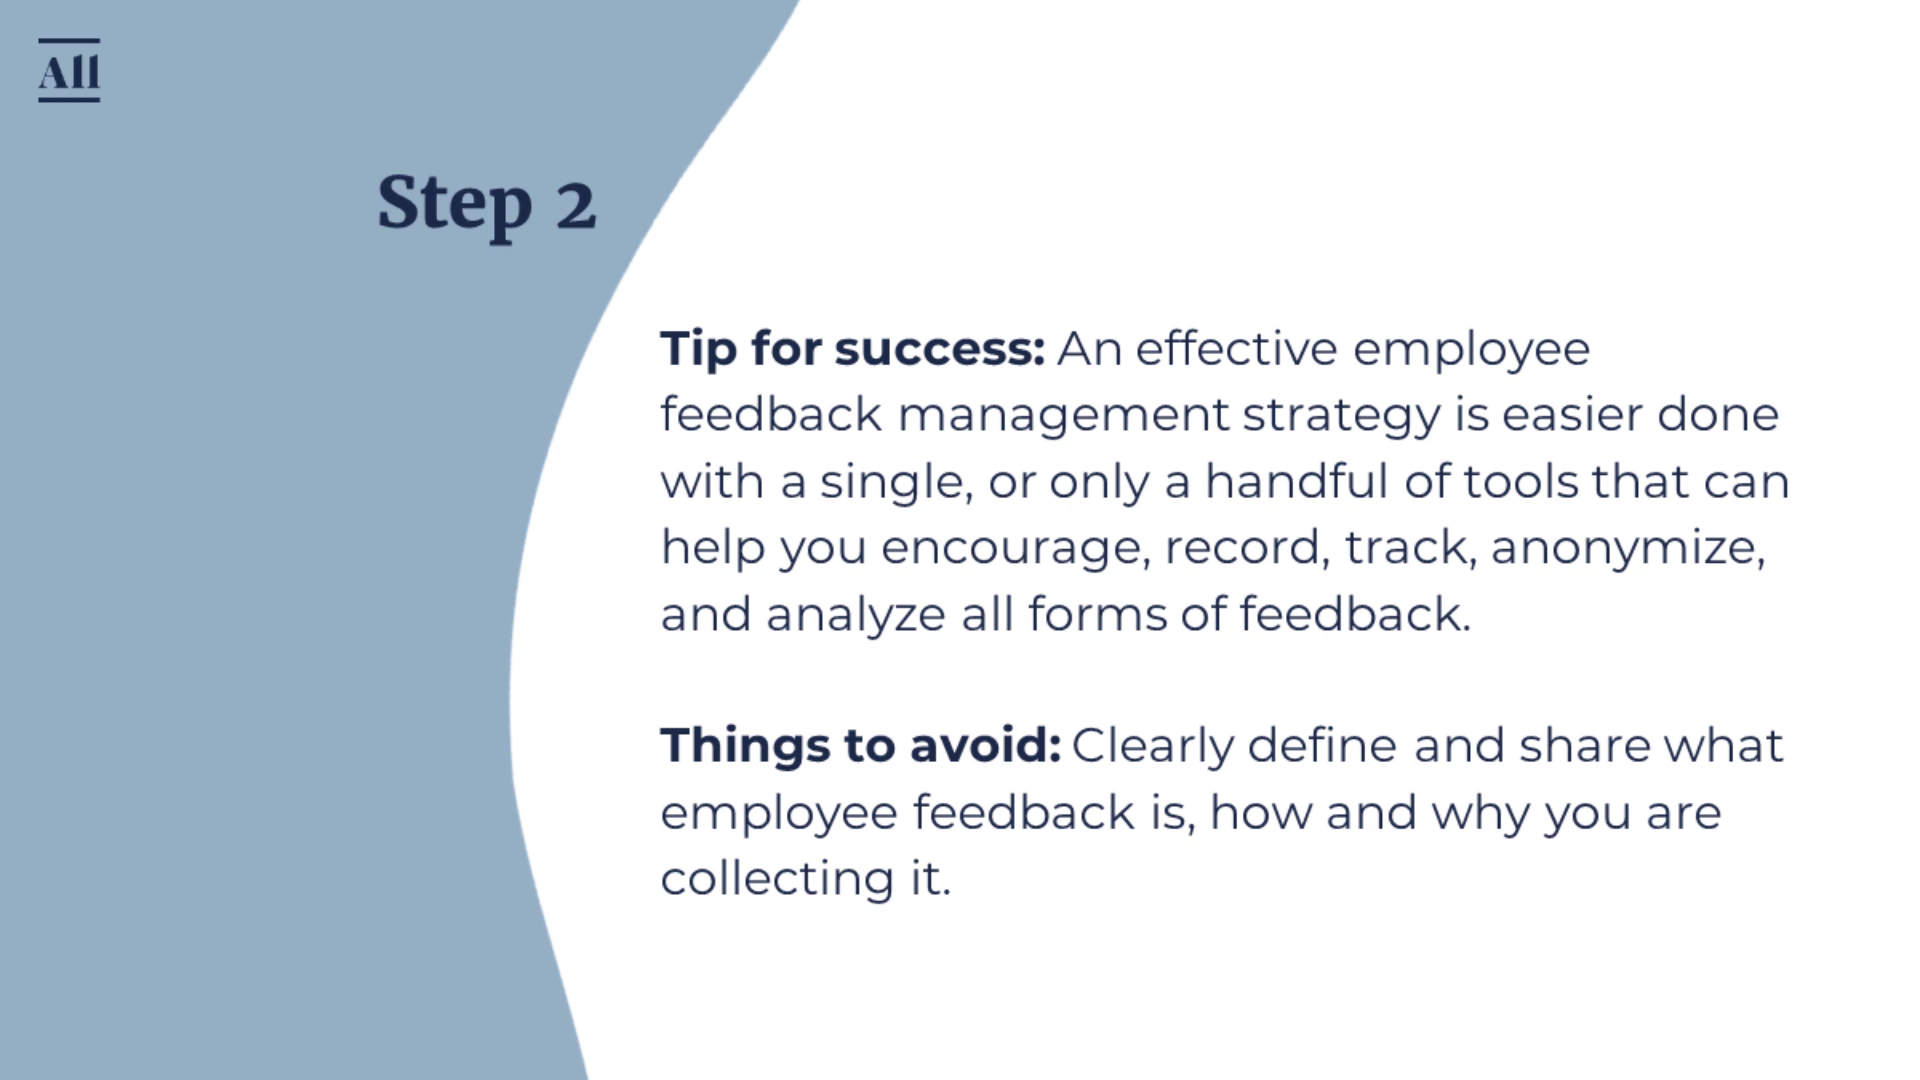 All
Step 2
Tip for success: An effective employee
feedback management strategy is easier done
with a single, or only a handful of tools that can
help you encourage, record, track, anonymize,
and analyze all forms of feedback.
Things to avoid: Clearly define and share what
employee feedback is, how and why you are
collecting it.